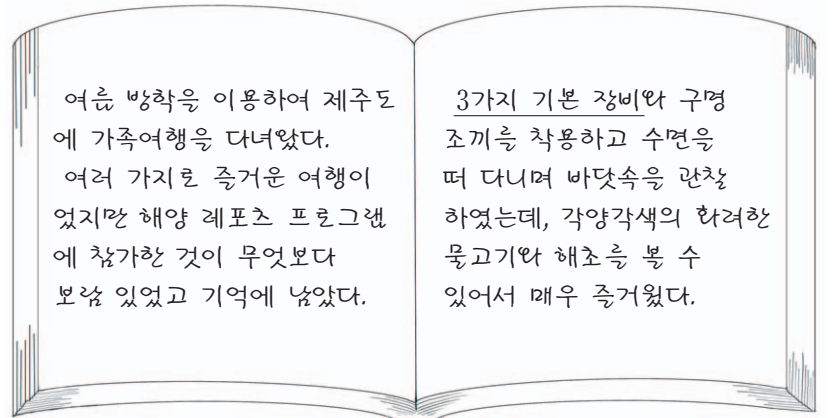 여름 방학을 이용하여 제주도
에 가족여행을 다녀왔다.
여러 가지로 즐거운 여행이
었지만 해양 레포츠 프로그램
에 참가한 것이 무엇보다
보람 있었고 기억에 남았다.
3가지 기본 장비와 구명
조끼를 착용하고 수면을
떠 다니며 바닷속을 관찰
하였는데, 각양각색의 화려한
물고기와 해초를 볼 수
있어서 매우 즐거웠다.